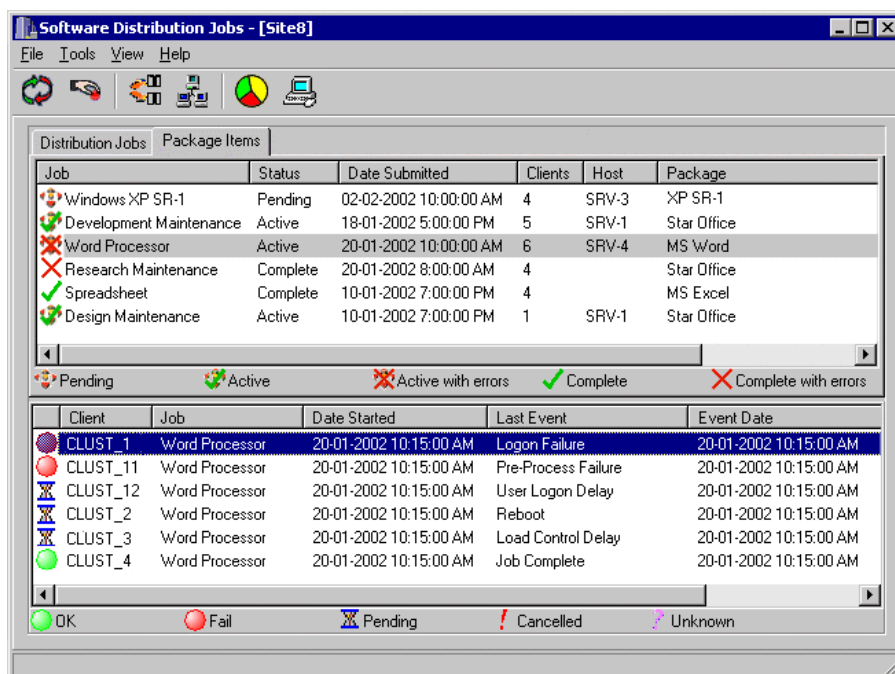 Software Distribution Jobs - [Site8]
File Tools View Help
Distribution Jobs Package Items
Job Status Date Submitted Clients Host Package
Windows XP SR-1 Pending 02-02-2002 10:00:00 AM 4 SRV-3 XP SR-1
Development Maintenance Active 18-01-2002 5:00:00 PM 5 SRV-1 Star Office
Word Processor Active 20-01-2002 10:00:00 AM 6 SRV-4 MS Word
Research Maintenance Complete 20-01-2002 8:00:00 AM 4 Star Office
Spreadsheet Complete 10-01-2002 7:00:00 PM 4 MS Excel
Design Maintenance Active 10-01-2002 7:00:00 PM 1 SRV-1 Star Office
Pending Active Active with errors Complete Complete with errors
Client Job Date Started Last Event Event Date
CLUST_1 Word Processor 20-01-2002 10:15:00 AM Logon Failure 20-01-2002 10:15:00 AM
CLUST_11 Word Processor 20-01-2002 10:15:00 AM Pre-Process Failure 20-01-2002 10:15:00 AM
CLUST_12 Word Processor 20-01-2002 10:15:00 AM User Logon Delay 20-01-2002 10:15:00 AM
CLUST_2 Word Processor 20-01-2002 10:15:00 AM Reboot 20-01-2002 10:15:00 AM
CLUST_3 Word Processor 20-01-2002 10:15:00 AM Load Control Delay 20-01-2002 10:15:00 AM
CLUST_4 Word Processor 20-01-2002 10:15:00 AM Job Complete 20-01-2002 10:15:00 AM
OK Fail Pending Cancelled Unknown